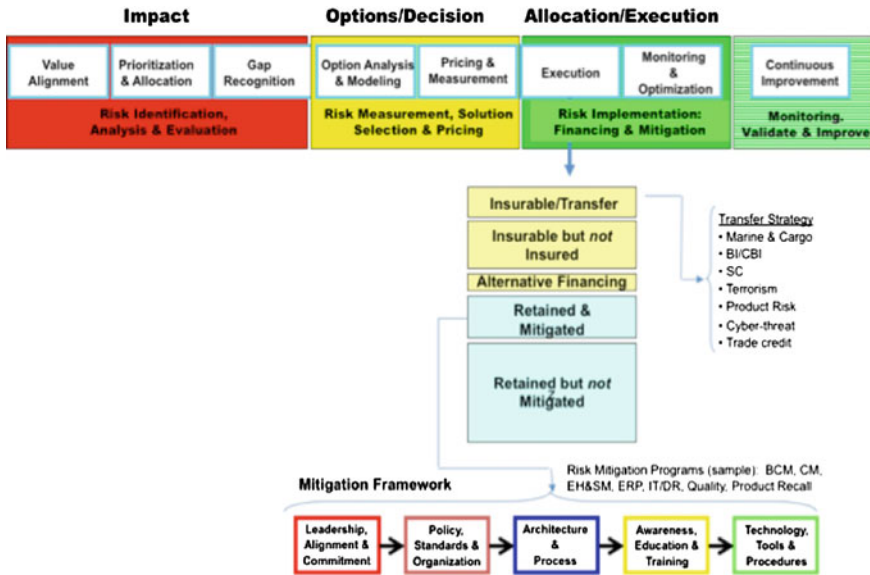 Impact
Options/Decision
Allocation/Execution
Value
Alignment
Prioritization
& Allocation
Gap
Recognition
Option Analysis
& Modeling
Pricing &
Measurement
Execution
Monitoring
&
Optimization
Continuous
Improvement
Risk Identification,
Analysis & Evaluation
Risk Measurement, Solution
Selection & Pricing
Risk Implementation:
Financing & Mitigation
Monitoring.
Validate & Improve
Insurable/Transfer
Insurable but not
Insured
Alternative Financing
Retained &
Mitigated
Retained but not
Mitigated
Transfer Strategy
• Marine & Cargo
• BI/CBI
• SC
• Terrorism
• Product Risk
• Cyber-threat
• Trade credit
Mitigation Framework
Risk Mitigation Programs (sample): BCM, CM,
EH&SM, ERP, IT/DR, Quality, Product Recall
Leadership,
Alignment &
Commitment
Policy,
Standards &
Organization
Architecture
&
Process
Awareness,
Education &
Training
Technology,
Tools &
Procedures